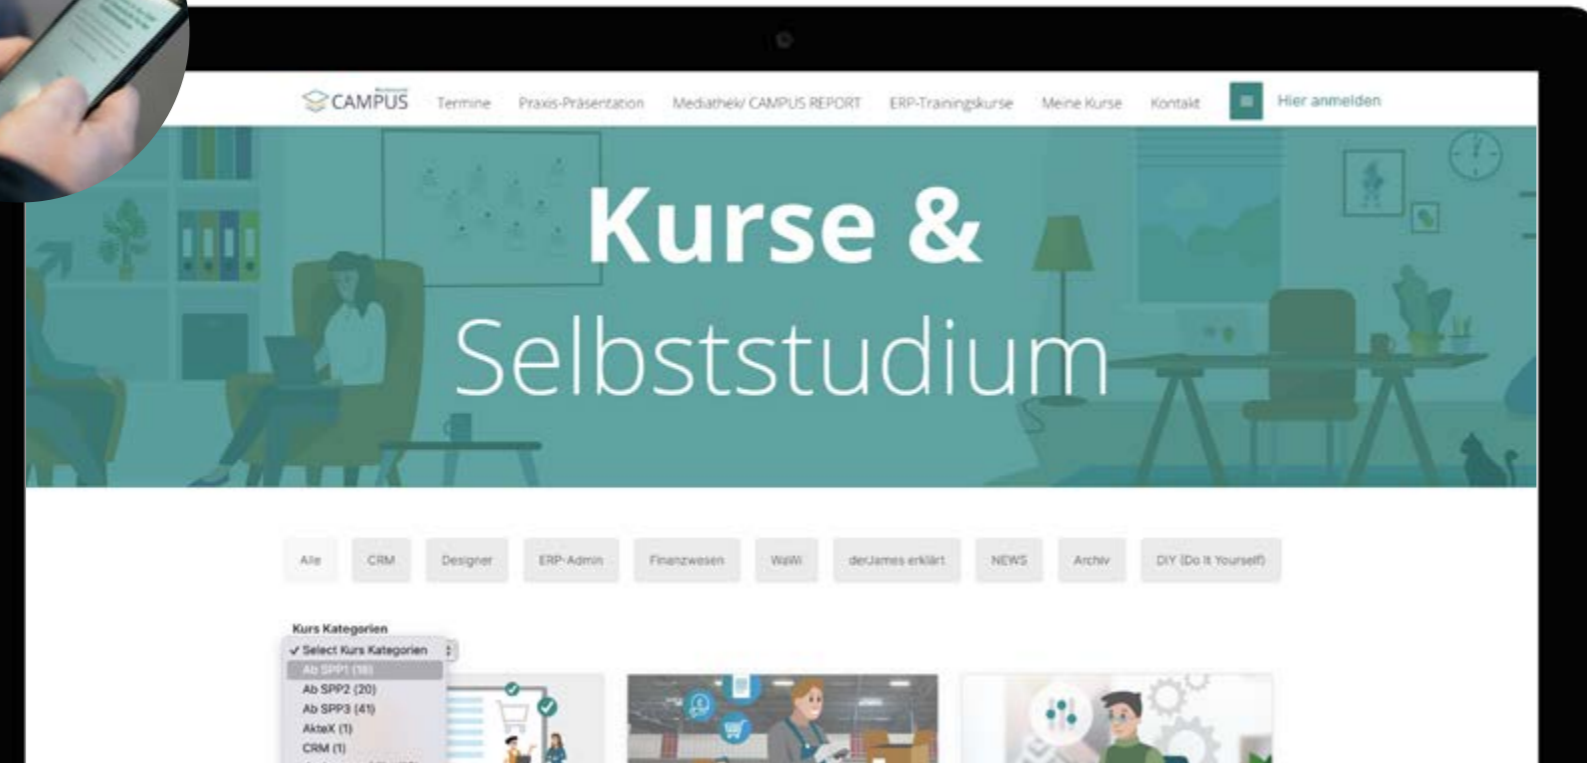 CAMPUS
Termine Praxis-Präsentation Mediathek/ CAMPUS REPORT ERP-Trainingskurse Meine Kurse Kontakt Hier anmelden
Kurse &
Selbststudium
Alle CRM Designer ERP-Admin Finanzwesen WaWi derJames erklärt NEWS Archiv DIY (Do It Yourself)
Kurs Kategorien
✓ Select Kurs Kategorien
Ab SPP1 (18)
Ab SPP2 (20)
Ab SPP3 (41)
AkteX (1)
CRM (1)